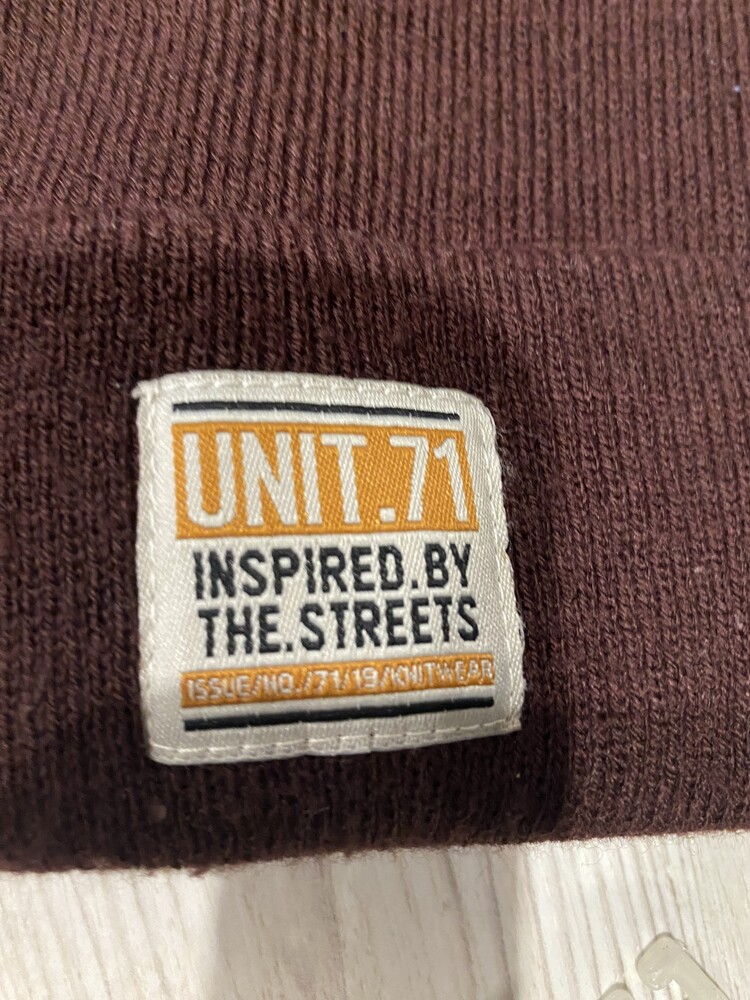 UNIT.71
INSPIRED.BY
THE.STREETS
ISSUE/NO./71/19/KNITWEAR